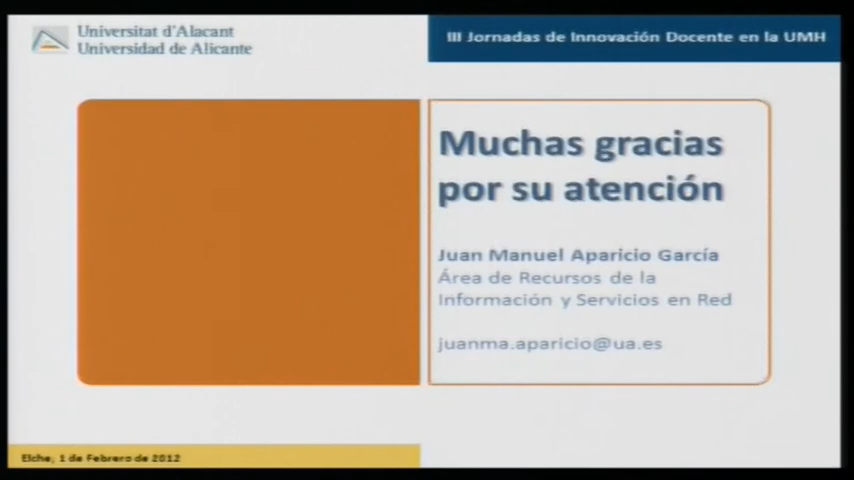 Universitat d'Alacant
Universidad de Alicante
III Jornadas de Innovación Docente en la UMH
Muchas gracias
por su atención
Juan Manuel Aparicio García
Área de Recursos de la
Información y Servicios en Red
juanma.aparicio@ua.es
Elche, 1 de Febrero de 2012